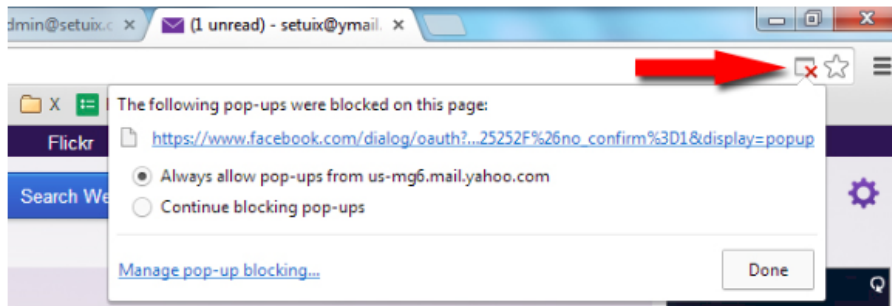 dmin@setuix.c
(1 unread) - setuix@ymail.
X
The following pop-ups were blocked on this page:
Flickr
https://www.facebook.com/dialog/oauth?...25252F%26no_confirm%3D1&display=popup
Always allow pop-ups from us-mg6.mail.yahoo.com
Search We
Continue blocking pop-ups
Manage pop-up blocking...
Done